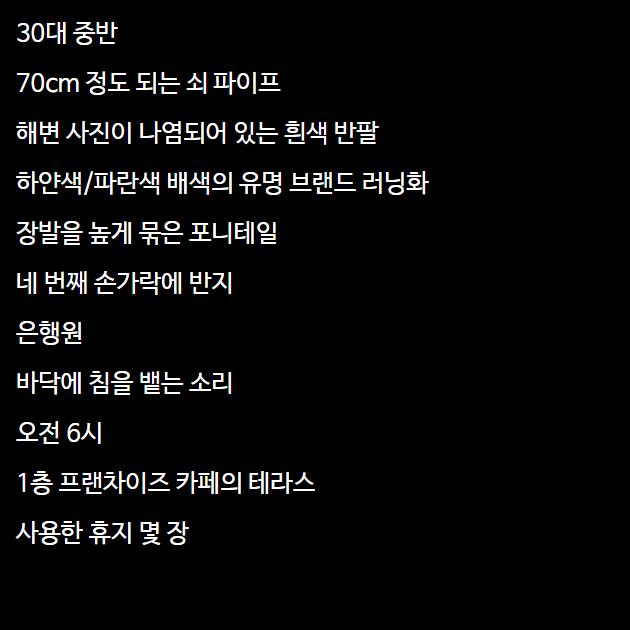 30대 중반
70cm 정도 되는 쇠 파이프
해변 사진이 나염되어 있는 흰색 반팔
하얀색/파란색 배색의 유명 브랜드 러닝화
장발을 높게 묶은 포니테일
네 번째 손가락에 반지
은행원
바닥에 침을 뱉는 소리
오전 6시
1층 프랜차이즈 카페의 테라스
사용한 휴지 몇 장